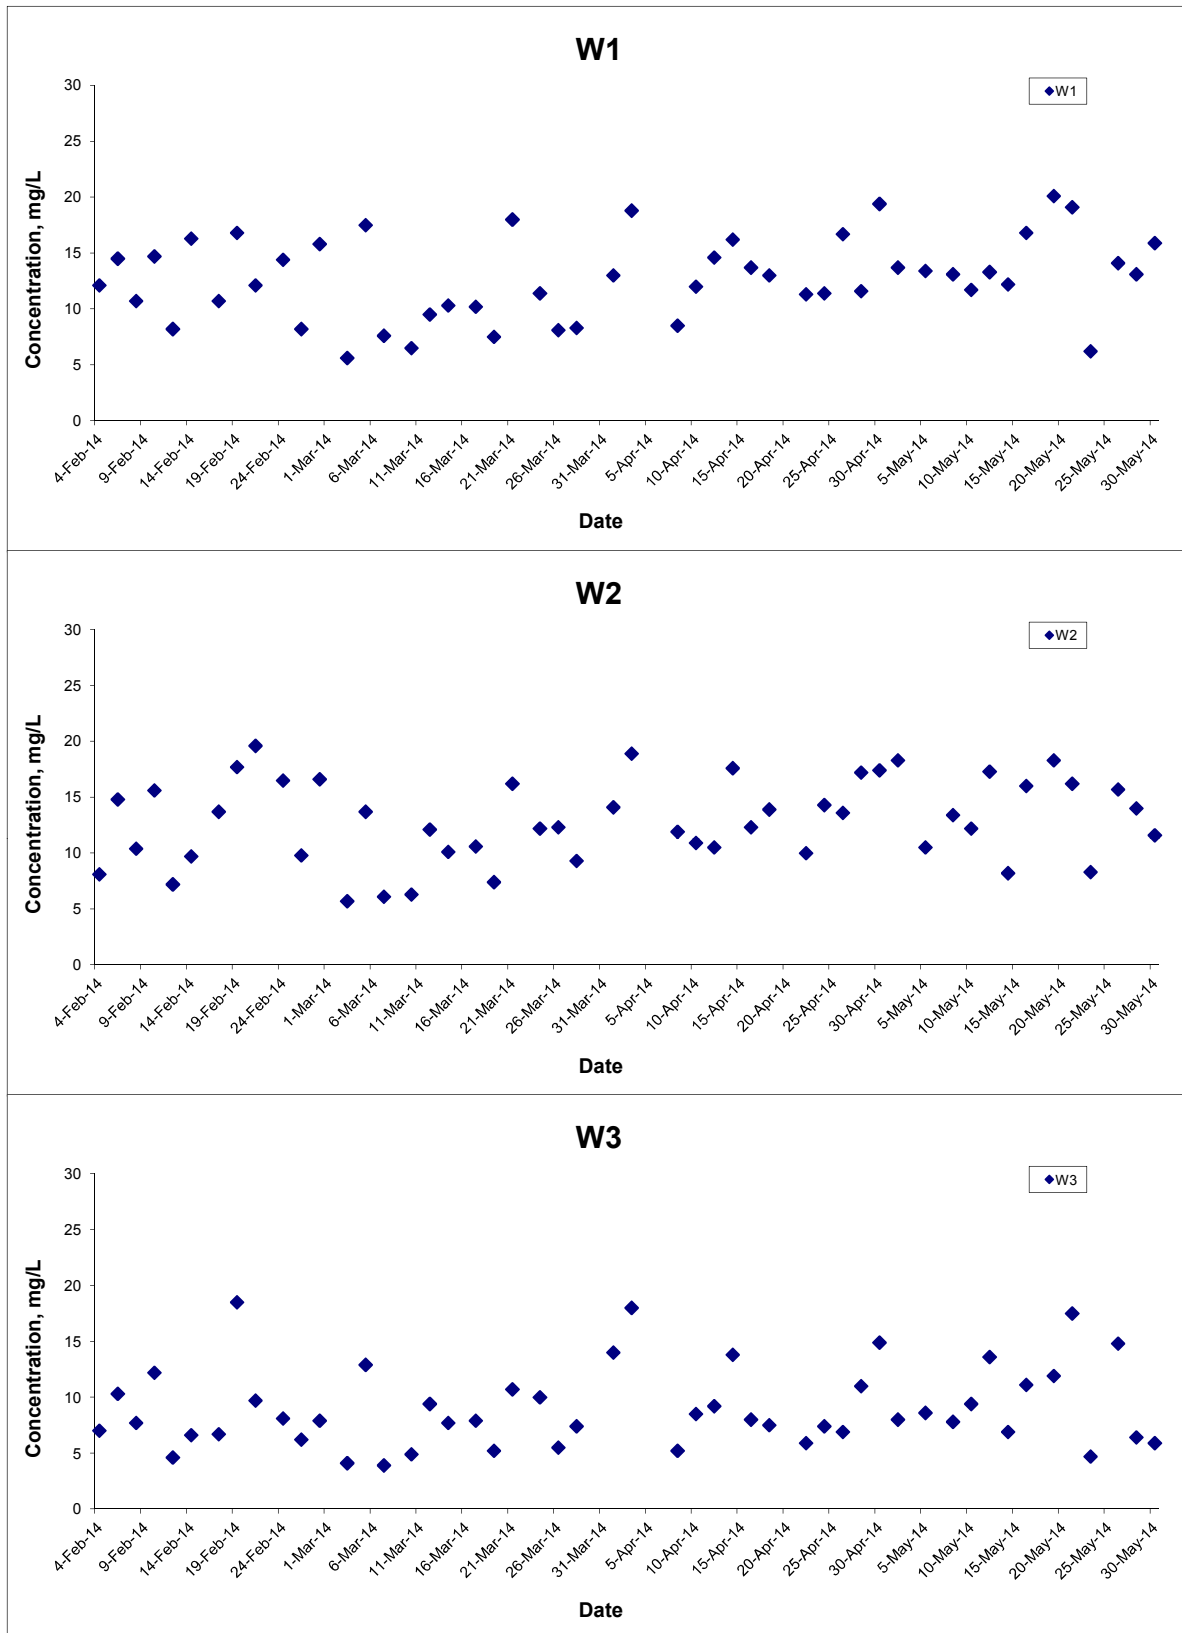 W1
W1
30
25
20
15
10
5
0
Concentration, mg/L
4-Feb-14
9-Feb-14
14-Feb-14
19-Feb-14
24-Feb-14
1-Mar-14
6-Mar-14
11-Mar-14
16-Mar-14
21-Mar-14
26-Mar-14
31-Mar-14
5-Apr-14
10-Apr-14
15-Apr-14
20-Apr-14
25-Apr-14
30-Apr-14
5-May-14
10-May-14
15-May-14
20-May-14
25-May-14
30-May-14
Date
W2
W2
30
25
20
15
10
5
0
Concentration, mg/L
4-Feb-14
9-Feb-14
14-Feb-14
19-Feb-14
24-Feb-14
1-Mar-14
6-Mar-14
11-Mar-14
16-Mar-14
21-Mar-14
26-Mar-14
31-Mar-14
5-Apr-14
10-Apr-14
15-Apr-14
20-Apr-14
25-Apr-14
30-Apr-14
5-May-14
10-May-14
15-May-14
20-May-14
25-May-14
30-May-14
Date
W3
W3
30
25
20
15
10
5
0
Concentration, mg/L
4-Feb-14
9-Feb-14
14-Feb-14
19-Feb-14
24-Feb-14
1-Mar-14
6-Mar-14
11-Mar-14
16-Mar-14
21-Mar-14
26-Mar-14
31-Mar-14
5-Apr-14
10-Apr-14
15-Apr-14
20-Apr-14
25-Apr-14
30-Apr-14
5-May-14
10-May-14
15-May-14
20-May-14
25-May-14
30-May-14
Date